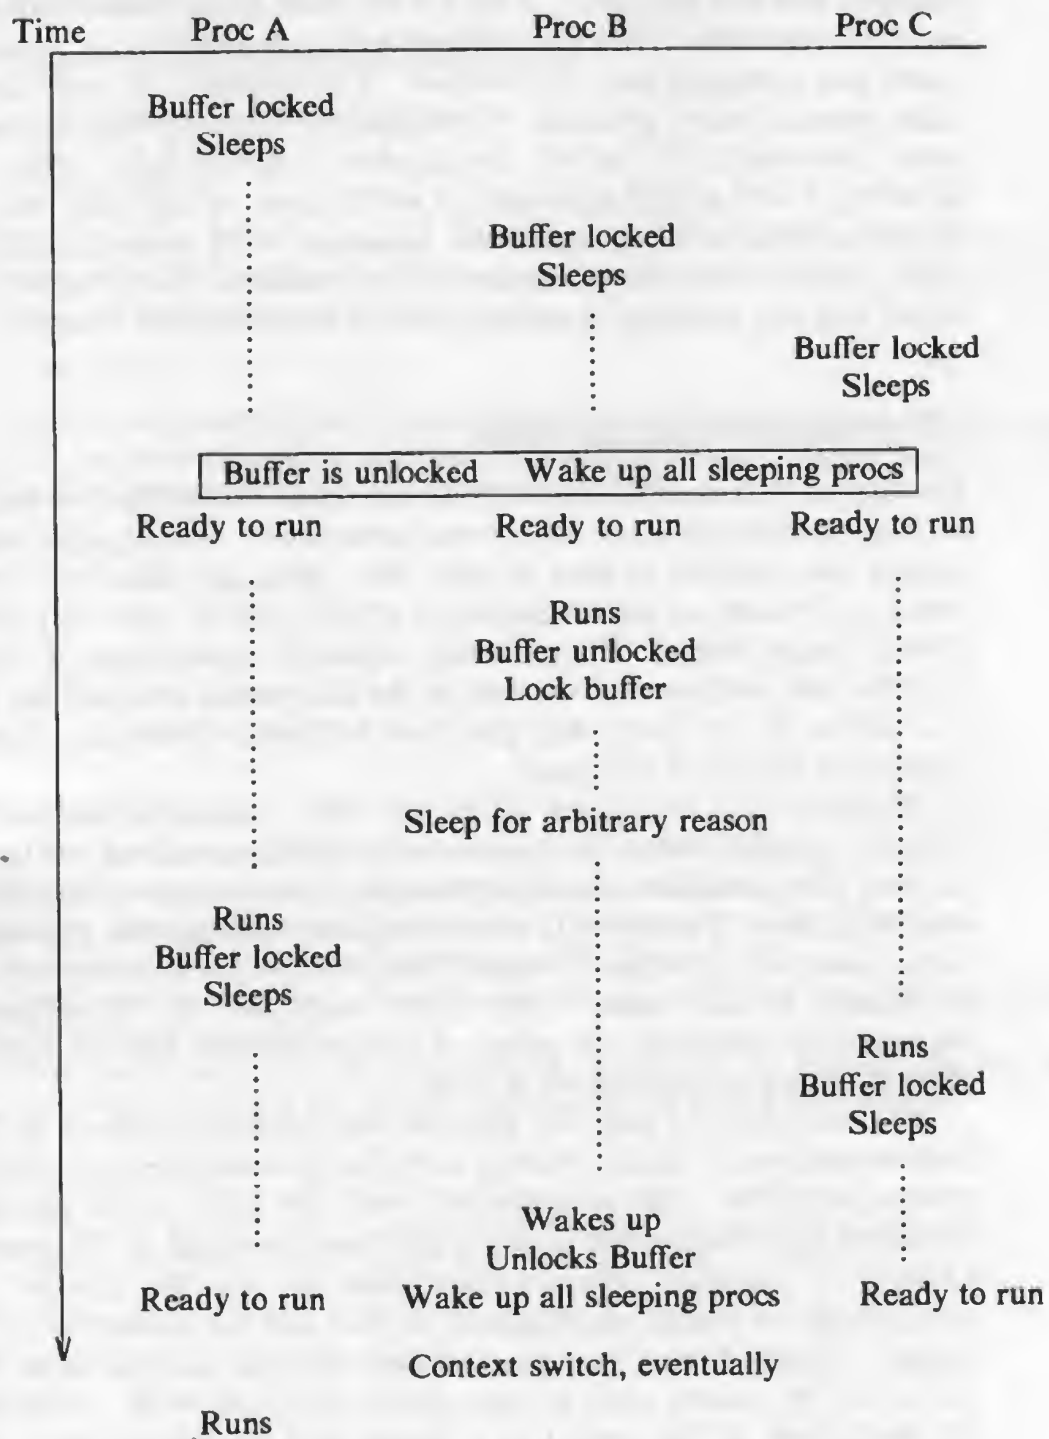 Time Proc A Proc B Proc C
Buffer locked
Sleeps
Buffer locked
Sleeps
Buffer locked
Sleeps
Buffer is unlocked Wake up all sleeping procs
Ready to run Ready to run Ready to run
Runs
Buffer unlocked
Lock buffer
Sleep for arbitrary reason
Runs
Buffer locked
Sleeps
Runs
Buffer locked
Sleeps
Wakes up
Unlocks Buffer
Ready to run Wake up all sleeping procs Ready to run
Context switch, eventually
Runs